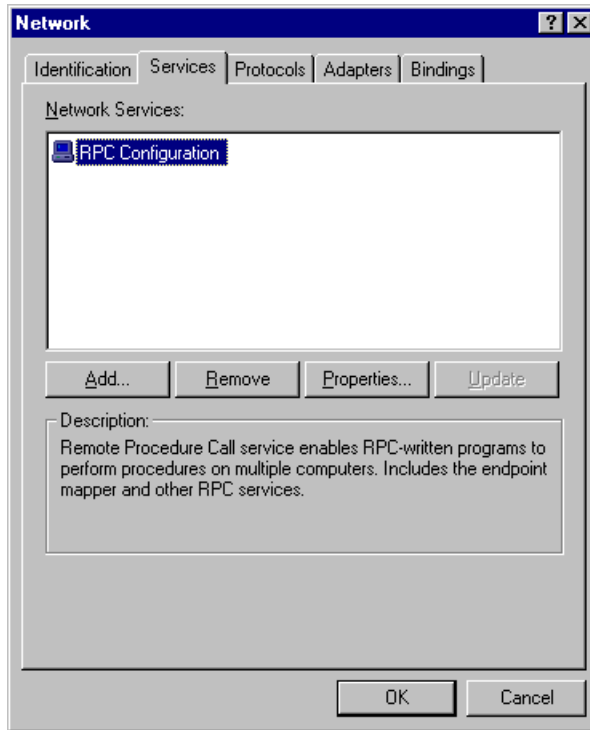 Network
Identification Services Protocols Adapters Bindings
Network Services:
RPC Configuration
Add... Remove Properties... Update
Description:
Remote Procedure Call service enables RPC-written programs to
perform procedures on multiple computers. Includes the endpoint
mapper and other RPC services.
OK Cancel